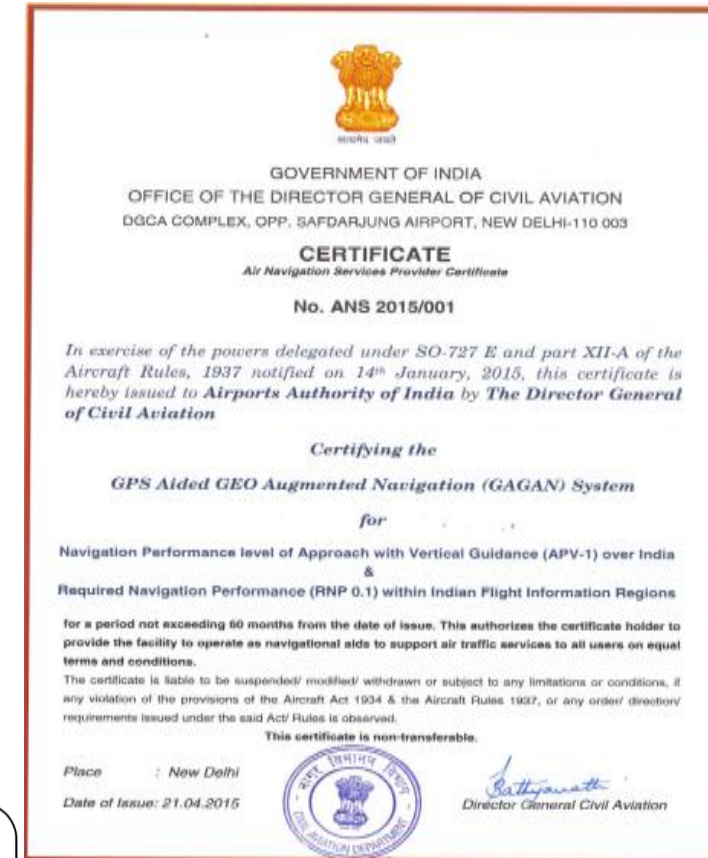 सत्यमेव जयते
GOVERNMENT OF INDIA
OFFICE OF THE DIRECTOR GENERAL OF CIVIL AVIATION
DGCA COMPLEX, OPP. SAFDARJUNG AIRPORT, NEW DELHI-110 003
CERTIFICATE
Air Navigation Services Provider Certificate
No. ANS 2015/001
In exercise of the powers delegated under SO-727 E and part XII-A of the
Aircraft Rules, 1937 notified on 14th January, 2015, this certificate is
hereby issued to Airports Authority of India by The Director General
of Civil Aviation
Certifying the
GPS Aided GEO Augmented Navigation (GAGAN) System
for
Navigation Performance level of Approach with Vertical Guidance (APV-1) over India
&
Required Navigation Performance (RNP 0.1) within Indian Flight Information Regions
for a period not exceeding 60 months from the date of issue. This authorizes the certificate holder to
provide the facility to operate as navigational aids to support air traffic services to all users on equal
terms and conditions.
The certificate is liable to be suspended/ modified/ withdrawn or subject to any limitations or conditions, if
any violation of the provisions of the Aircraft Act 1934 & the Aircraft Rules 1937, or any order/ direction/
requirements issued under the said Act/ Rules is observed.
This certificate is non-transferable.
Place : New Delhi
Date of Issue: 21.04.2015
नागर विमानन विभाग
CIVIL AVIATION DEPARTMENT
Director General Civil Aviation